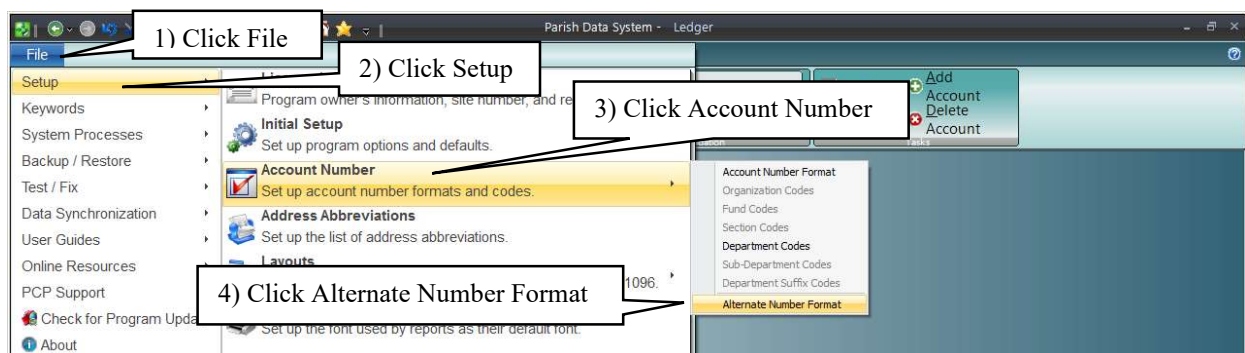 Parish Data System - Ledger
1) Click File
File
2) Click Setup
Setup
Program owner's information, site number, and re
3) Click Account Number
Add
Account
Delete
Account
Tasks
Keywords
Initial Setup
Set up program options and defaults.
System Processes
Backup / Restore
Account Number
Set up account number formats and codes.
Account Number Format
Test / Fix
Organization Codes
Data Synchronization
Address Abbreviations
Set up the list of address abbreviations.
Fund Codes
Section Codes
User Guides
Department Codes
Online Resources
Layouts
Sub-Department Codes
1096.
4) Click Alternate Number Format
Department Suffix Codes
PCP Support
Alternate Number Format
Check for Program Upda
Set up the font used by reports as their default font.
About